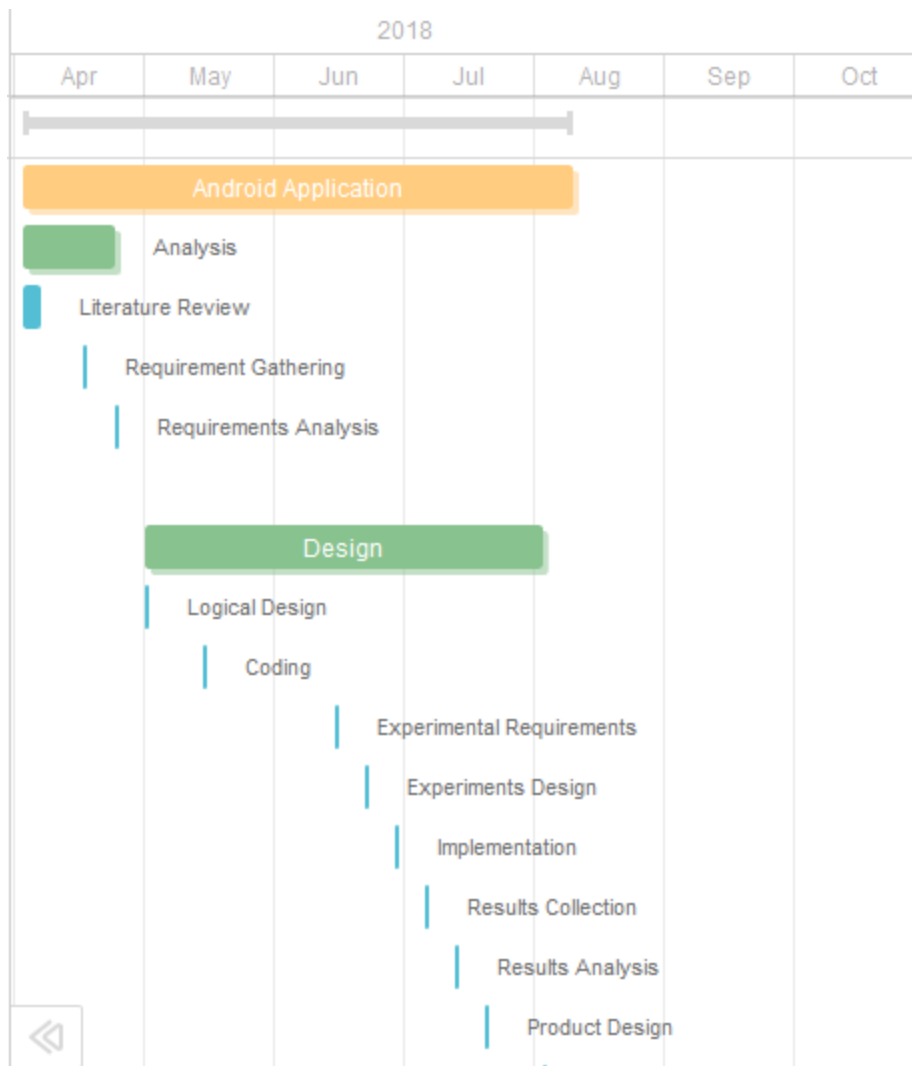 2018
Apr May Jun Jul Aug Sep Oct
Android Application
Analysis
Literature Review
Requirement Gathering
Requirements Analysis
Design
Logical Design
Coding
Experimental Requirements
Experiments Design
Implementation
Results Collection
Results Analysis
Product Design